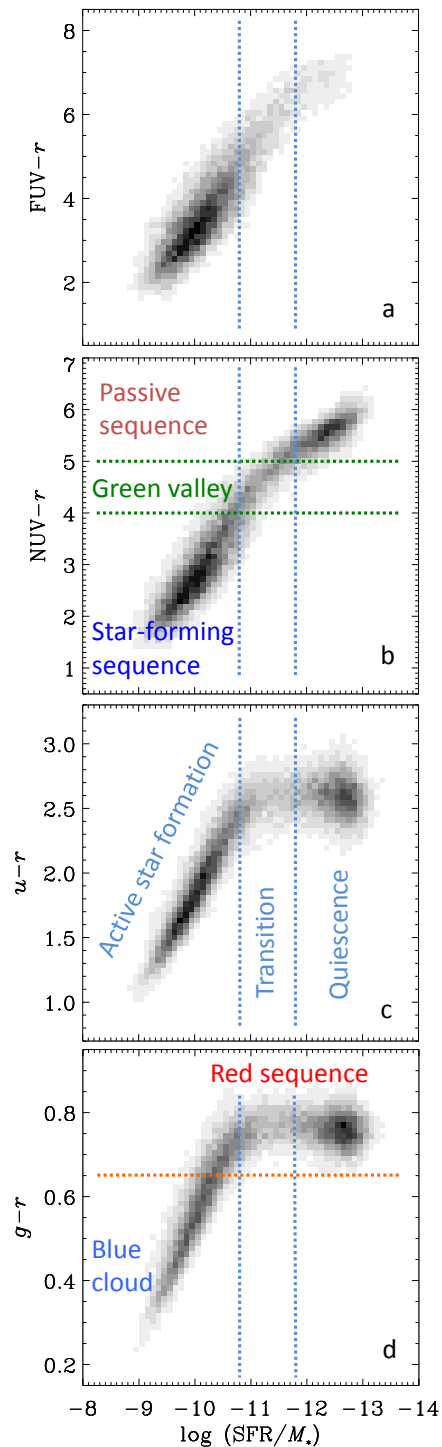 8
6
4
2
FUV−r
a
7
6
5
4
3
2
1
NUV−r
Passive
sequence
Green valley
Star-forming
sequence
b
3.0
2.5
2.0
1.5
1.0
u−r
Active star formation
Transition
Quiescence
c
Red sequence
0.8
0.6
0.4
0.2
g−r
Blue
cloud
d
−8 −9 −10 −11 −12 −13 −14
log (SFR/M*)